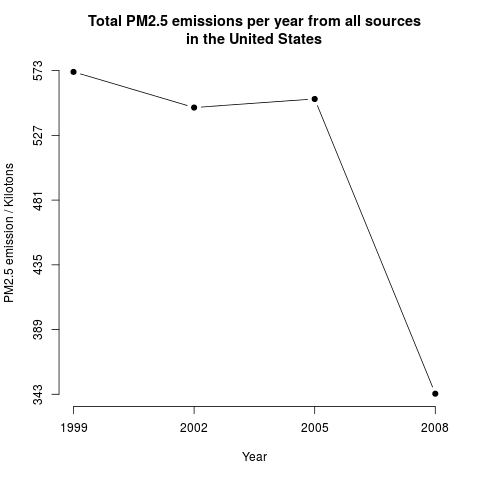 Total PM2.5 emissions per year from all sources
in the United States
PM2.5 emission / Kilotons
573
527
481
435
389
343
1999 2002 2005 2008
Year